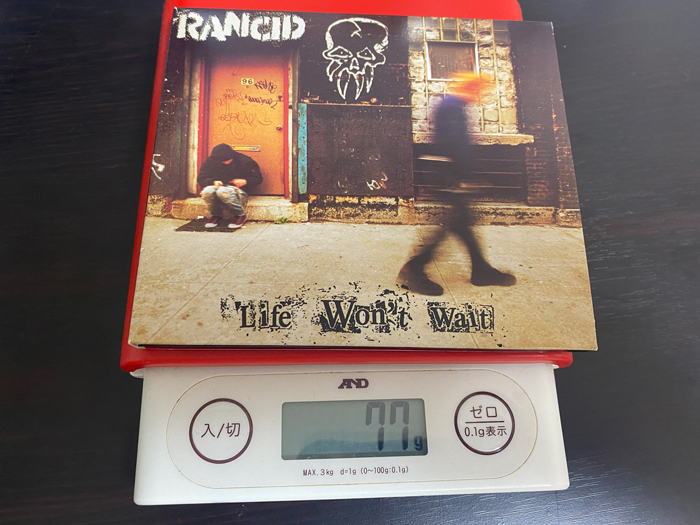 RANCID
96
Life Won't Wait
AND
入/切
77g
ゼロ
0.1g表示
MAX. 3kg d=1g (0~100g:0.1g)